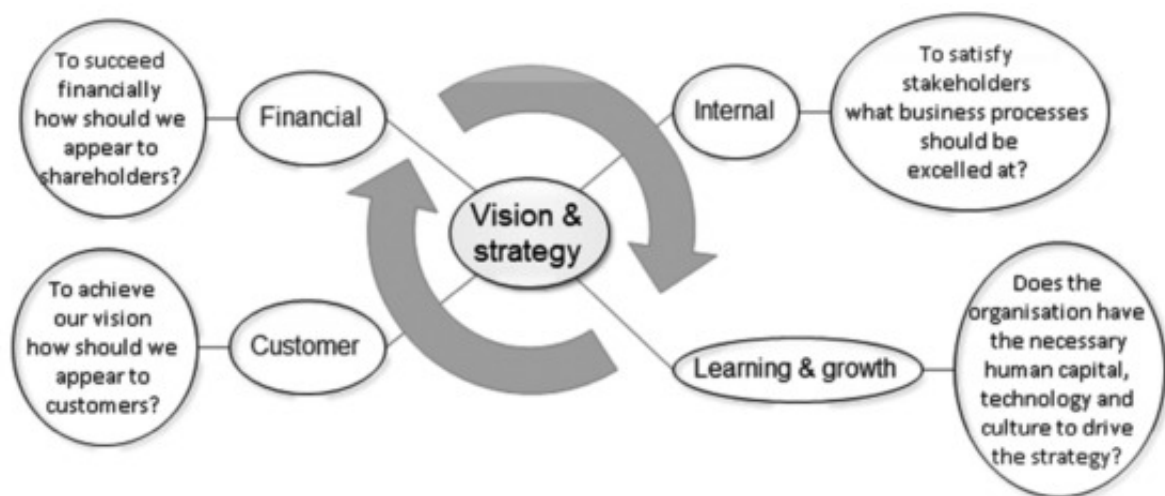 To succeed
financially
how should we
appear to
shareholders?
Financial
Internal
To satisfy
stakeholders
what business processes
should be
excelled at?
Vision &
strategy
To achieve
our vision
how should we
appear to
customers?
Customer
Learning & growth
Does the
organisation have
the necessary
human capital,
technology and
culture to drive
the strategy?